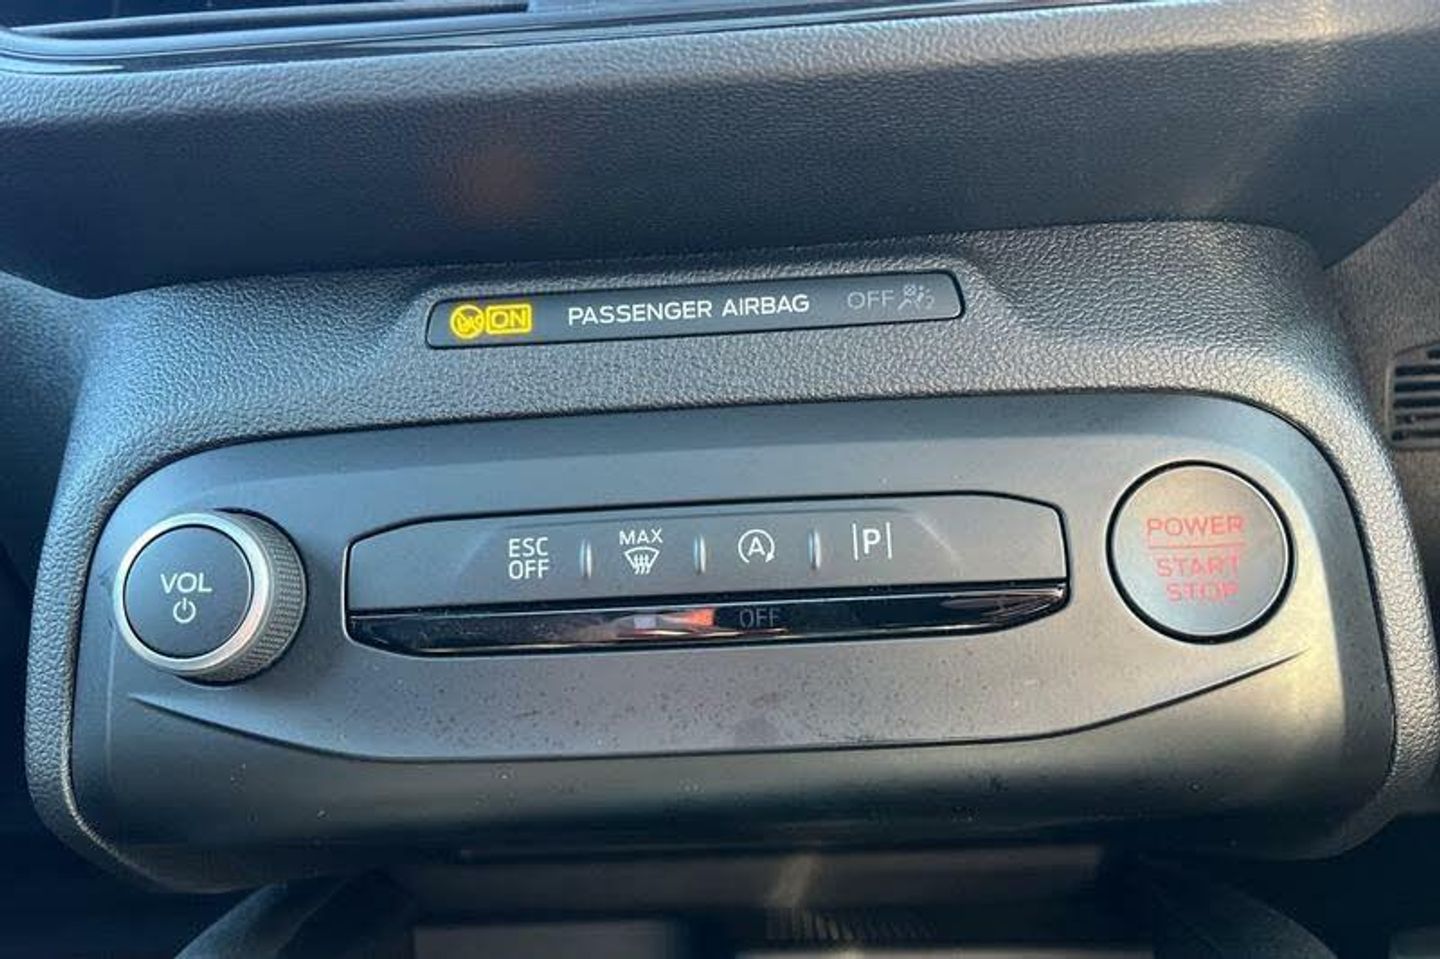 ON PASSENGER AIRBAG OFF
ESC OFF
MAX
A
P
OFF
VOL
POWER
START
STOP